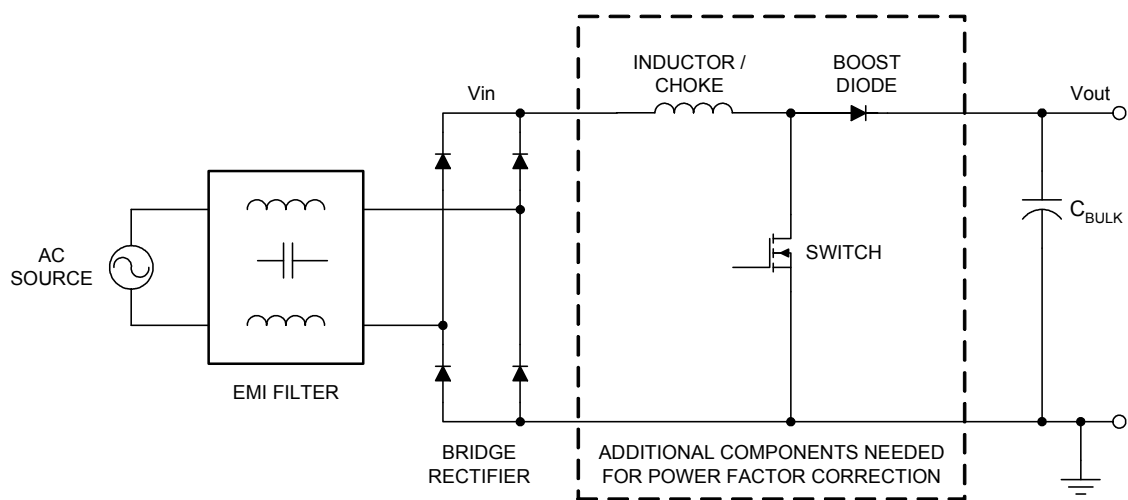 INDUCTOR /
CHOKE
BOOST
DIODE
Vin
Vout
AC
SOURCE
C_BULK
SWITCH
EMI FILTER
BRIDGE
RECTIFIER
ADDITIONAL COMPONENTS NEEDED
FOR POWER FACTOR CORRECTION